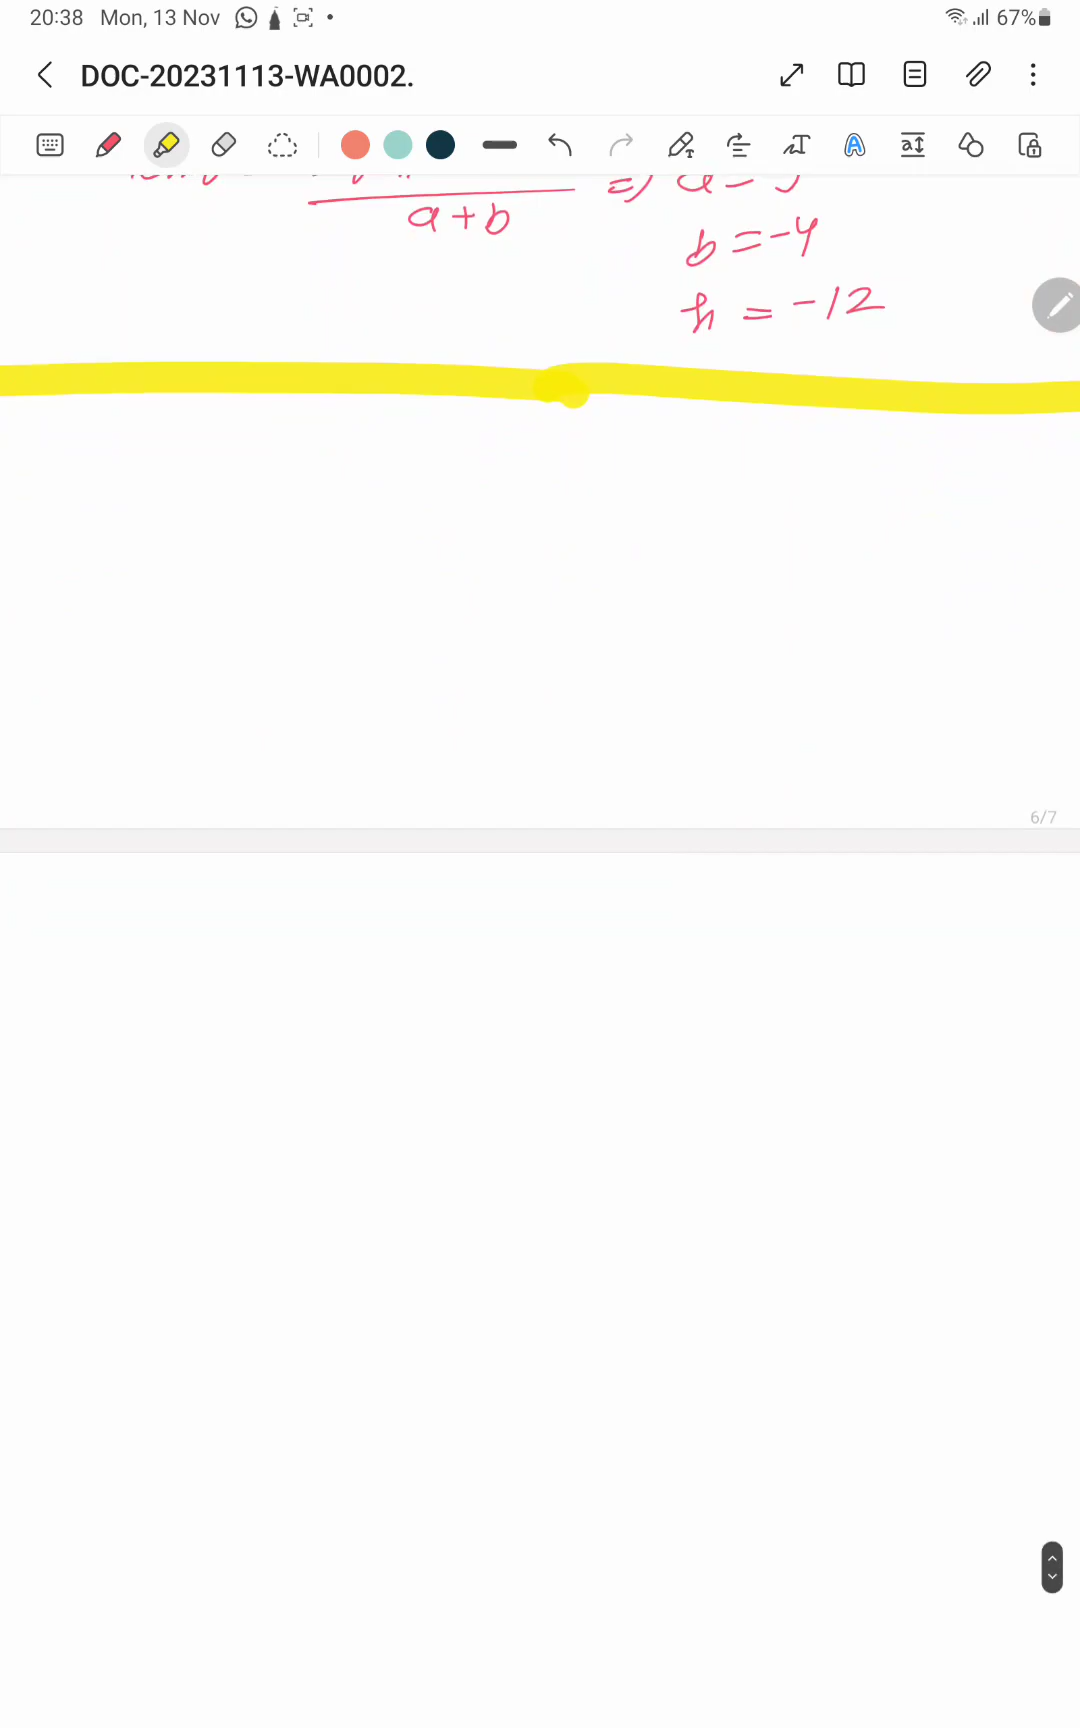 20:38 Mon, 13 Nov 67%
DOC-20231113-WA0002.
a + b
b = -4
h = -12
6/7